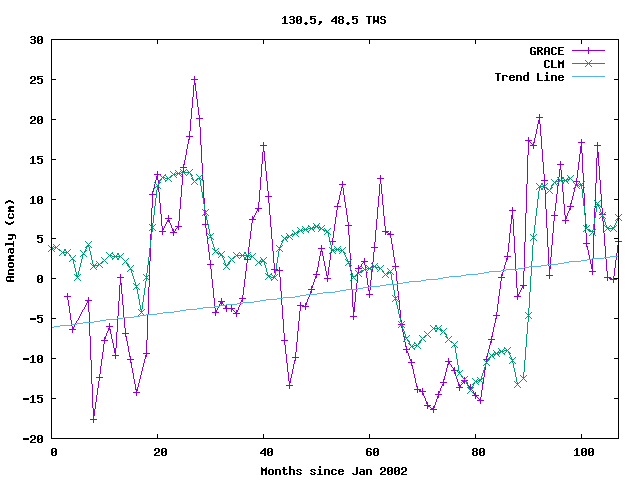 130.5, 48.5 TWS
GRACE
CLM
Trend Line
30
25
20
15
10
5
0
-5
-10
-15
-20
Anomaly (cm)
0 20 40 60 80 100
Months since Jan 2002